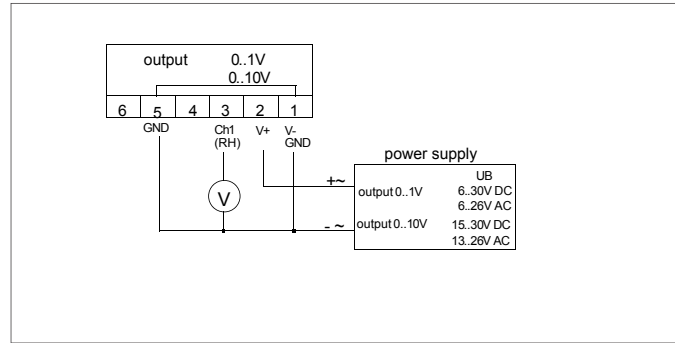 output 0..1V
0..10V
6 5 4 3 2 1
GND Ch1 V+ V-
(RH) GND
V
power supply
UB
+~ output 0..1V 6..30V DC
6..26V AC
- ~ output 0..10V 15..30V DC
13..26V AC